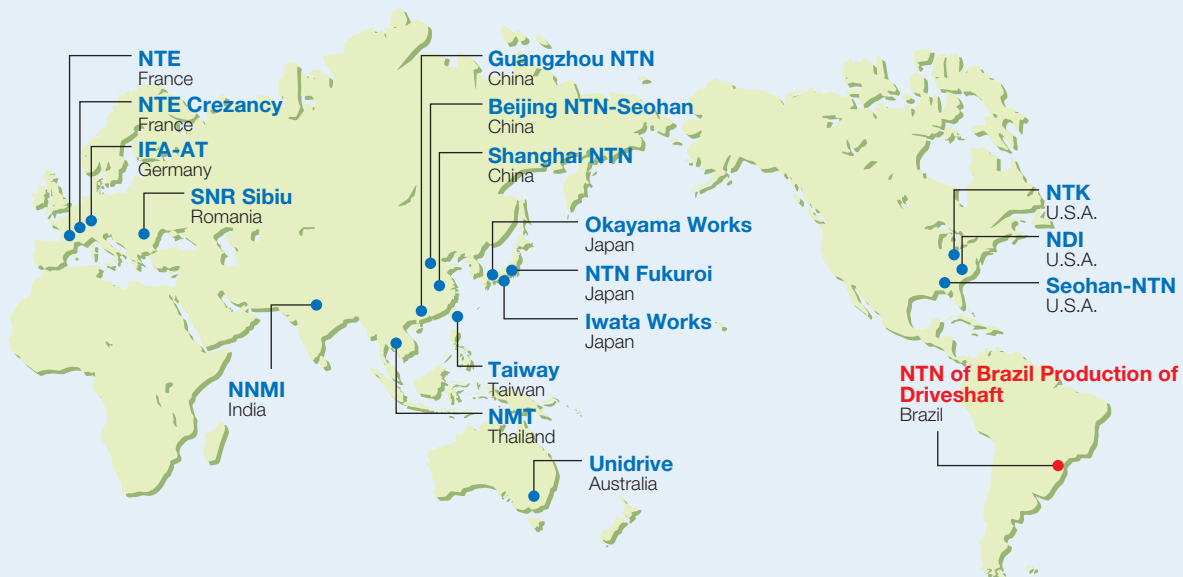 NTE
France
NTE Crezancy
France
IFA-AT
Germany
SNR Sibiu
Romania
NNMI
India
Guangzhou NTN
China
Beijing NTN-Seohan
China
Shanghai NTN
China
Okayama Works
Japan
NTN Fukuroi
Japan
Iwata Works
Japan
Taiway
Taiwan
NMT
Thailand
Unidrive
Australia
NTK
U.S.A.
NDI
U.S.A.
Seohan-NTN
U.S.A.
NTN of Brazil Production of
Driveshaft
Brazil